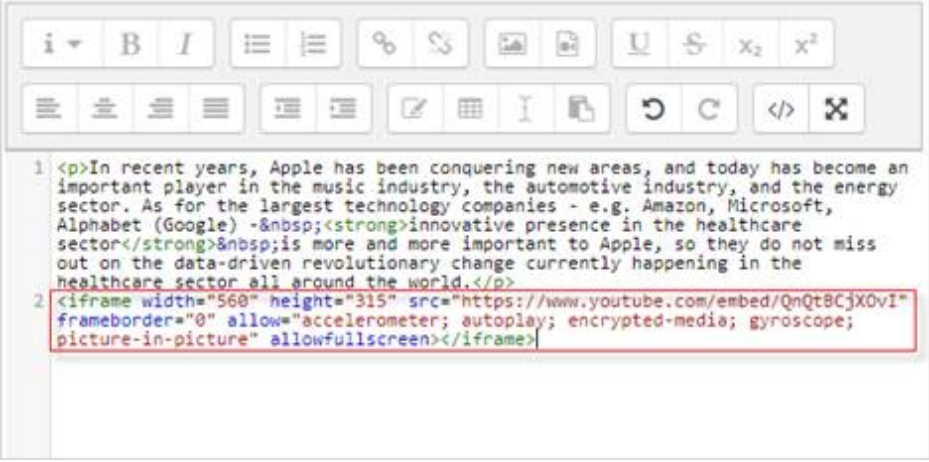 i B I U S x₂ x²
</>
1 <p>In recent years, Apple has been conquering new areas, and today has become an
important player in the music industry, the automotive industry, and the energy
sector. As for the largest technology companies - e.g. Amazon, Microsoft,
Alphabet (Google) -&nbsp;<strong>innovative presence in the healthcare
sector</strong>&nbsp;is more and more important to Apple, so they do not miss
out on the data-driven revolutionary change currently happening in the
healthcare sector all around the world.</p>
2 <iframe width="560" height="315" src="https://www.youtube.com/embed/QnQtBCjXOvI"
frameborder="0" allow="accelerometer; autoplay; encrypted-media; gyroscope;
picture-in-picture" allowfullscreen></iframe>